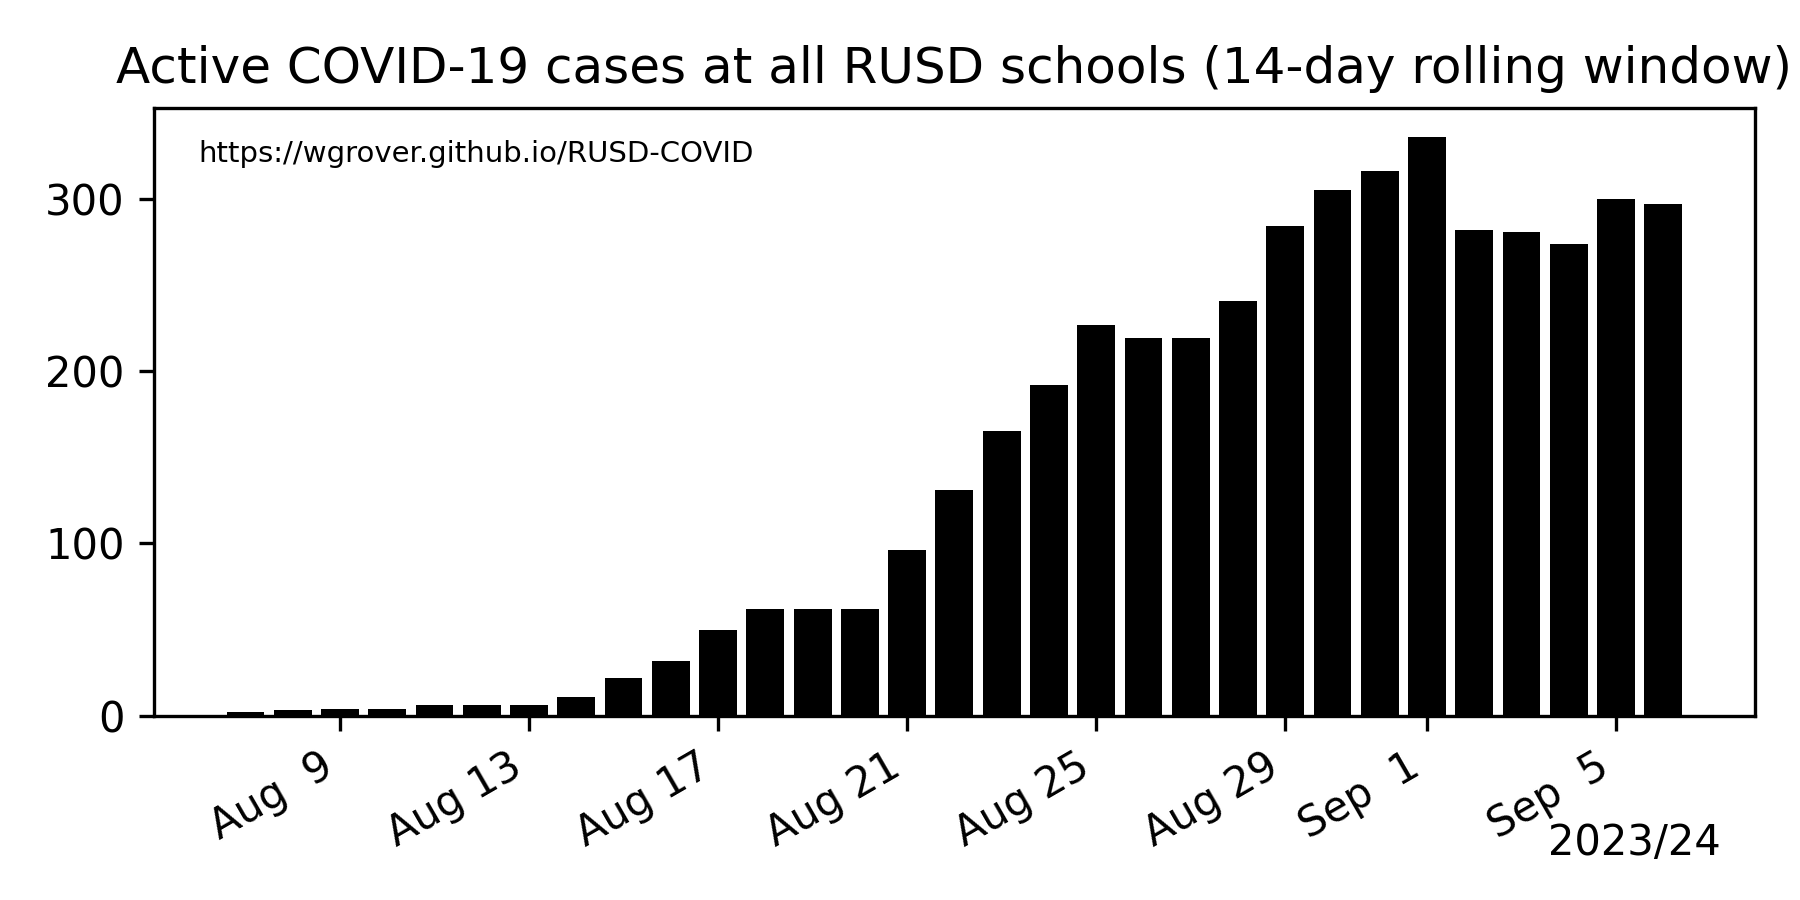 Active COVID-19 cases at all RUSD schools (14-day rolling window)
https://wgrover.github.io/RUSD-COVID
300
200
100
0
Aug 9
Aug 13
Aug 17
Aug 21
Aug 25
Aug 29
Sep 1
Sep 5
2023/24